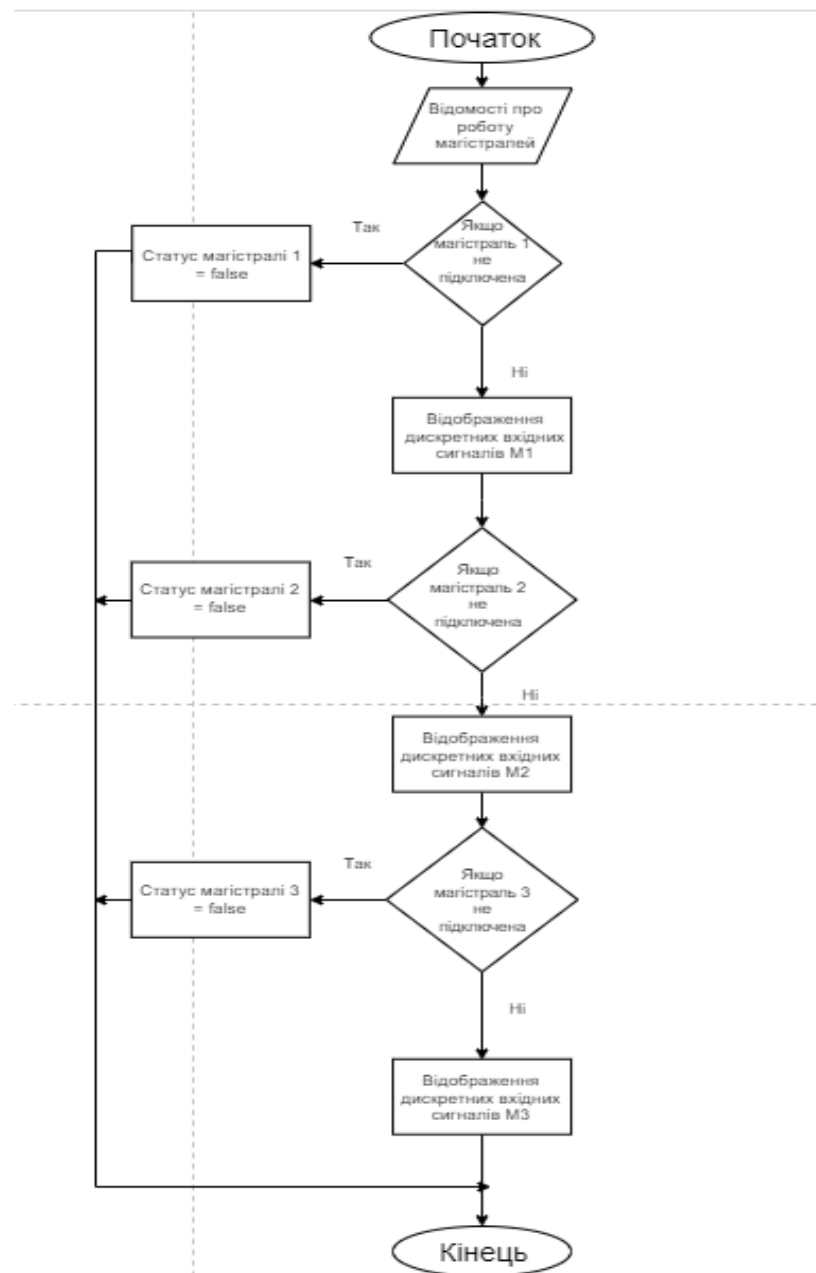 Початок
Відомості про
роботу
магістралей
Якщо
магістраль 1
не
підключена
Так
Статус магістралі 1
= false
Ні
Відображення
дискретних вхідних
сигналів М1
Якщо
магістраль 2
не
підключена
Так
Статус магістралі 2
= false
Ні
Відображення
дискретних вхідних
сигналів М2
Якщо
магістраль 3
не
підключена
Так
Статус магістралі 3
= false
Ні
Відображення
дискретних вхідних
сигналів М3
Кінець